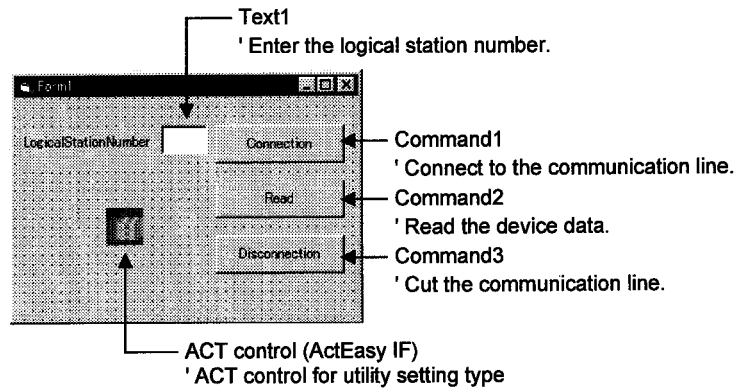 Text1
' Enter the logical station number.
Form1
LogicalStationNumber
Connection
Command1
' Connect to the communication line.
Read
Command2
' Read the device data.
Disconnection
Command3
' Cut the communication line.
ACT control (ActEasy IF)
' ACT control for utility setting type